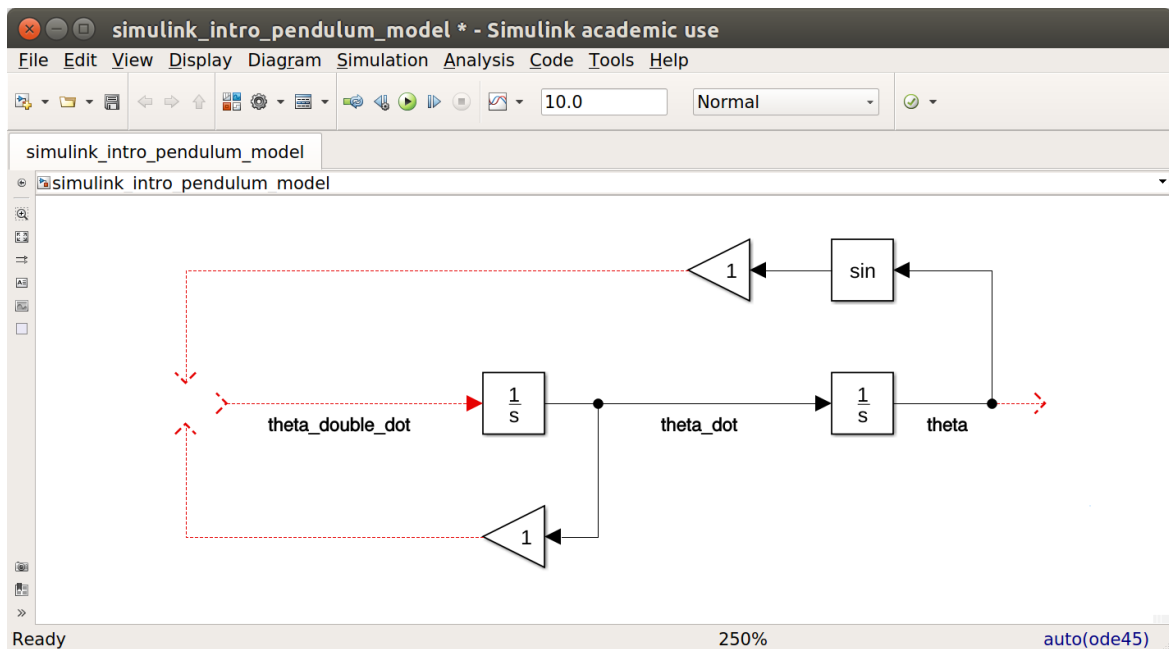 simulink_intro_pendulum_model * - Simulink academic use
File Edit View Display Diagram Simulation Analysis Code Tools Help
10.0 Normal
simulink_intro_pendulum_model
simulink_intro_pendulum_model
1 sin
1
s
1
s
theta_double_dot theta_dot theta
1
Ready 250% auto(ode45)